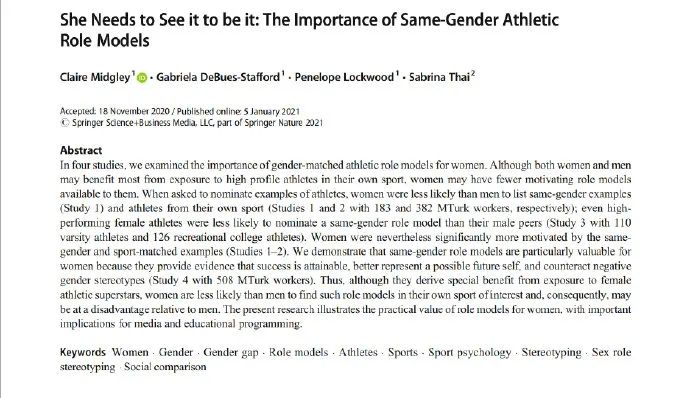 She Needs to See it to be it: The Importance of Same-Gender Athletic
Role Models
Claire Midgley¹ · Gabriela DeBues-Stafford¹ · Penelope Lockwood¹ · Sabrina Thai²
Accepted: 18 November 2020 / Published online: 5 January 2021
© Springer Science+Business Media, LLC, part of Springer Nature 2021
Abstract
In four studies, we examined the importance of gender-matched athletic role models for women. Although both women and men
may benefit most from exposure to high profile athletes in their own sport, women may have fewer motivating role models
available to them. When asked to nominate examples of athletes, women were less likely than men to list same-gender examples
(Study 1) and athletes from their own sport (Studies 1 and 2 with 183 and 382 MTurk workers, respectively); even high-
performing female athletes were less likely to nominate a same-gender role model than their male peers (Study 3 with 110
varsity athletes and 126 recreational college athletes). Women were nevertheless significantly more motivated by the same-
gender and sport-matched examples (Studies 1–2). We demonstrate that same-gender role models are particularly valuable for
women because they provide evidence that success is attainable, better represent a possible future self, and counteract negative
gender stereotypes (Study 4 with 508 MTurk workers). Thus, although they derive special benefit from exposure to female
athletic superstars, women are less likely than men to find such role models in their own sport of interest and, consequently, may
be at a disadvantage relative to men. The present research illustrates the practical value of role models for women, with important
implications for media and educational programming.
Keywords Women · Gender · Gender gap · Role models · Athletes · Sports · Sport psychology · Stereotyping · Sex role
stereotyping · Social comparison